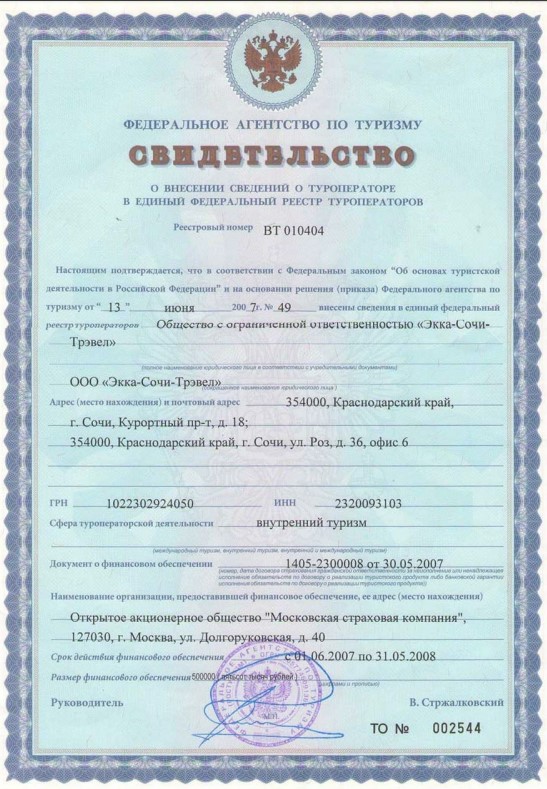 ФЕДЕРАЛЬНОЕ АГЕНТСТВО ПО ТУРИЗМУ
СВИДЕТЕЛЬСТВО
О ВНЕСЕНИИ СВЕДЕНИЙ О ТУРОПЕРАТОРЕ
В ЕДИНЫЙ ФЕДЕРАЛЬНЫЙ РЕЕСТР ТУРОПЕРАТОРОВ
Реестровый номер ВТ 010404
Настоящим подтверждается, что в соответствии с Федеральным законом "Об основах туристской
деятельности в Российской Федерации" и на основании решения (приказа) Федерального агентства по
туризму от "13" июня 2007г. № 49 внесены сведения в единый федеральный
реестр туроператоров Общество с ограниченной ответственностью «Экка-Сочи-
Трэвел»
(полное наименование юридического лица в соответствии с учредительными документами)
ООО «Экка-Сочи-Трэвел»
(сокращенное наименование юридического лица)
Адрес (место нахождения) и почтовый адрес 354000, Краснодарский край,
г. Сочи, Курортный пр-т, д. 18;
354000, Краснодарский край, г. Сочи, ул. Роз, д. 36, офис 6
ГРН 1022302924050 ИНН 2320093103
Сфера туроператорской деятельности внутренний туризм
(международный туризм, внутренний туризм, внутренний и международный туризм)
Документ о финансовом обеспечении 1405-2300008 от 30.05.2007
(номер, дата договора страхования гражданской ответственности за неисполнение или ненадлежащее
исполнение обязательств по договору о реализации туристского продукта либо банковской гарантии
исполнения обязательств по договору о реализации туристского продукта)
Наименование организации, предоставившей финансовое обеспечение, ее адрес (место нахождения)
Открытое акционерное общество "Московская страховая компания",
127030, г. Москва, ул. Долгоруковская, д. 40
Срок действия финансового обеспечения с 01.06.2007 по 31.05.2008
Размер финансового обеспечения 500000 (пятьсот тысяч рублей)
(цифрами и прописью)
Руководитель В. Стржалковский
М.П.
ТО № 002544